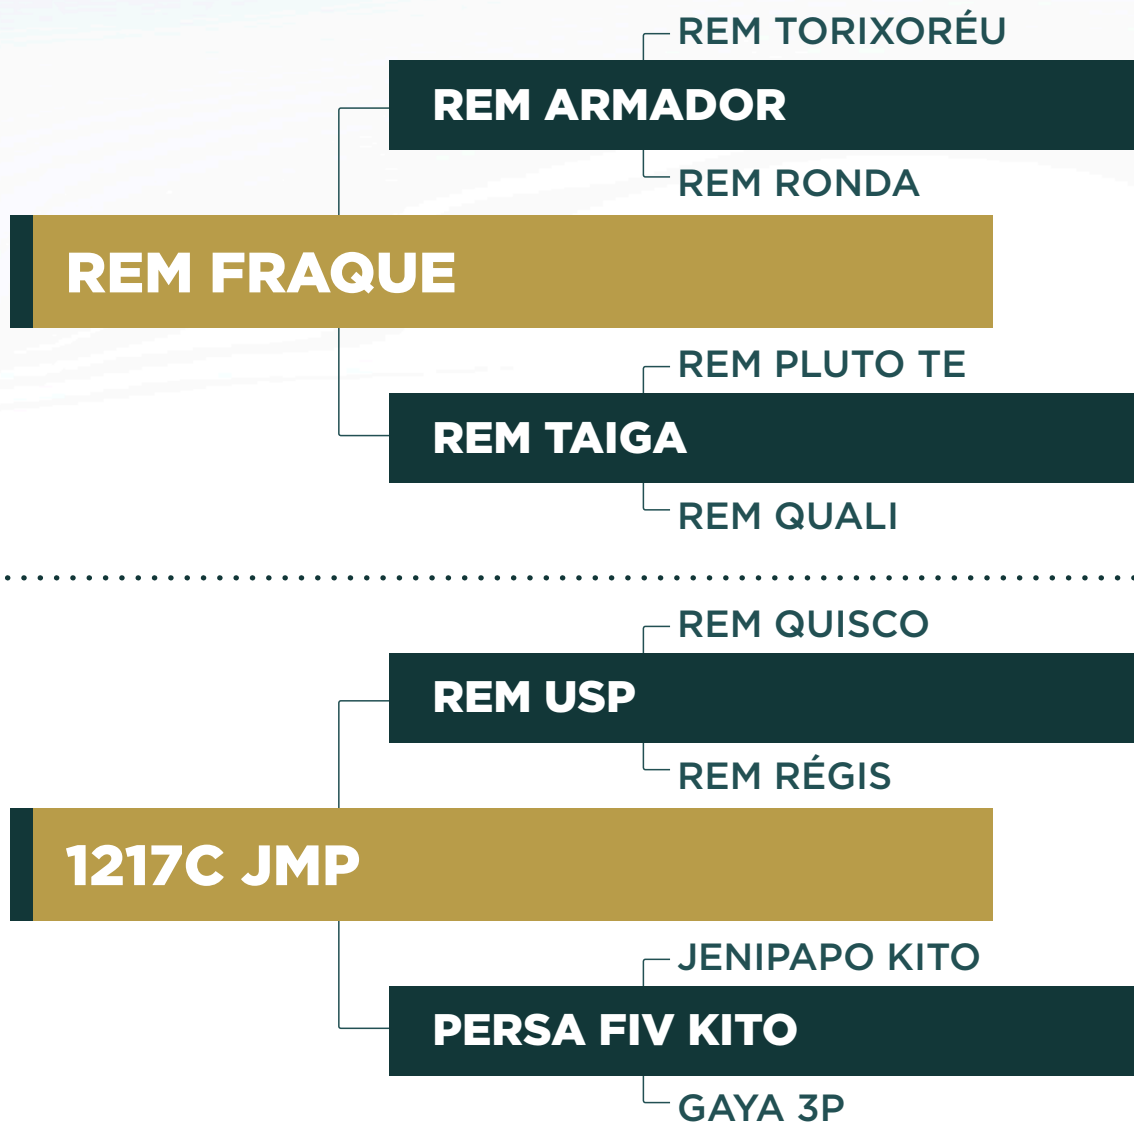 REM TORIXORÉU
REM ARMADOR
REM RONDA
REM FRAQUE
REM PLUTO TE
REM TAIGA
REM QUALI
REM QUISCO
REM USP
REM RÉGIS
1217C JMP
JENIPAPO KITO
PERSA FIV KITO
GAYA 3P